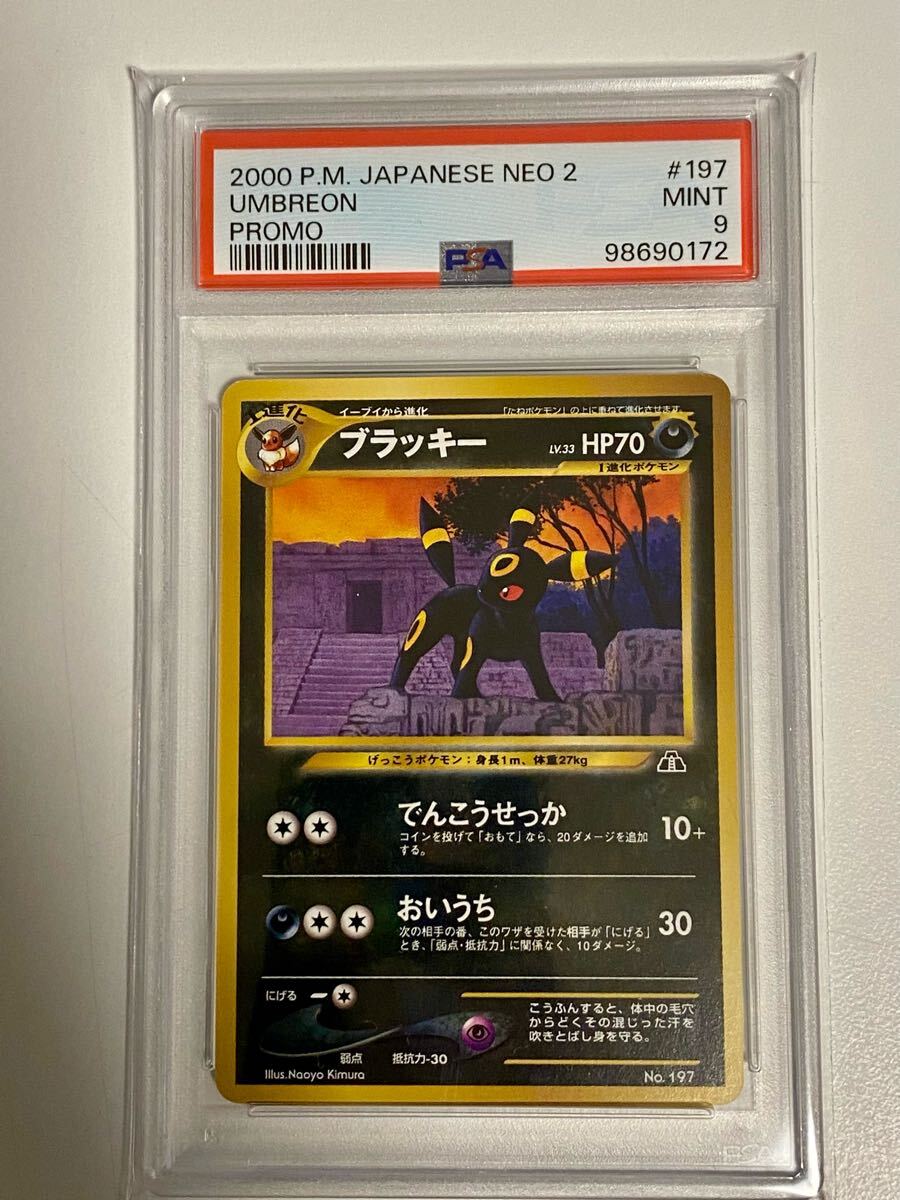 2000 P.M. JAPANESE NEO 2 #197
UMBREON MINT
PROMO 9
PSA 98690172
1進化 イーブイから進化 「たねポケモン」の上に重ねて進化させます。
ブラッキー LV.33 HP70
1進化ポケモン
げっこうポケモン:身長1m、体重27kg
でんこうせっか 10+
コインを投げて「おもて」なら、20ダメージを追加
する。
おいうち 30
次の相手の番、このワザを受けた相手が「にげる」
とき、「弱点・抵抗力」に関係なく、10ダメージ。
にげる
こうふんすると、体中の毛穴
からどくその混じった汗を
吹きとばし身を守る。
弱点 抵抗力-30
Illus.Naoyo Kimura No. 197
PSA